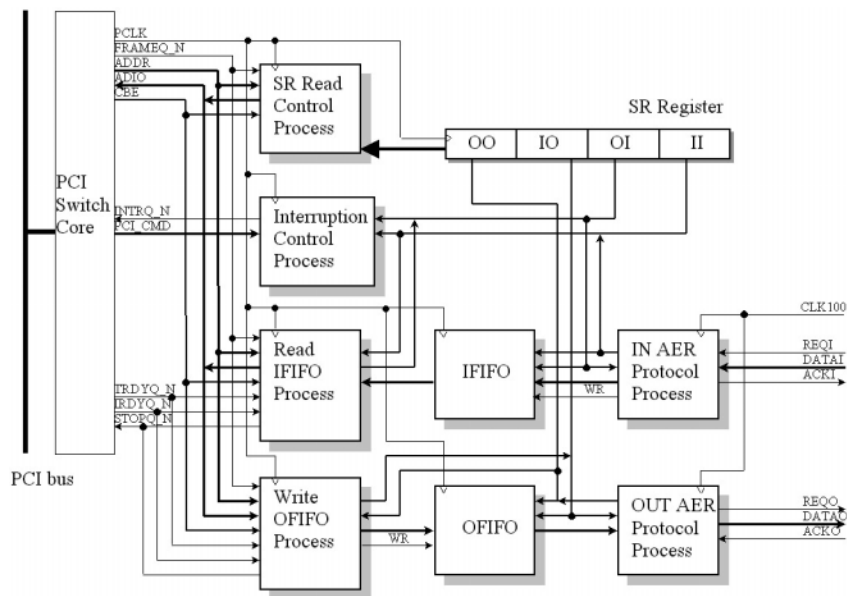 PCLK
FRAMEQ_N
ADDR
ADIO
CBE
SR Read
Control
Process
SR Register
OO IO OI II
PCI
Switch
Core
INTRQ_N
PCI_CMD
Interruption
Control
Process
CLK100
Read
IFIFO
Process
IFIFO
IN AER
Protocol
Process
REQI
DATAI
ACKI
WR
TRDYQ_N
IRDYQ_N
STOPQ_N
PCI bus
Write
OFIFO
Process
WR
OFIFO
OUT AER
Protocol
Process
REQO
DATAO
ACKO